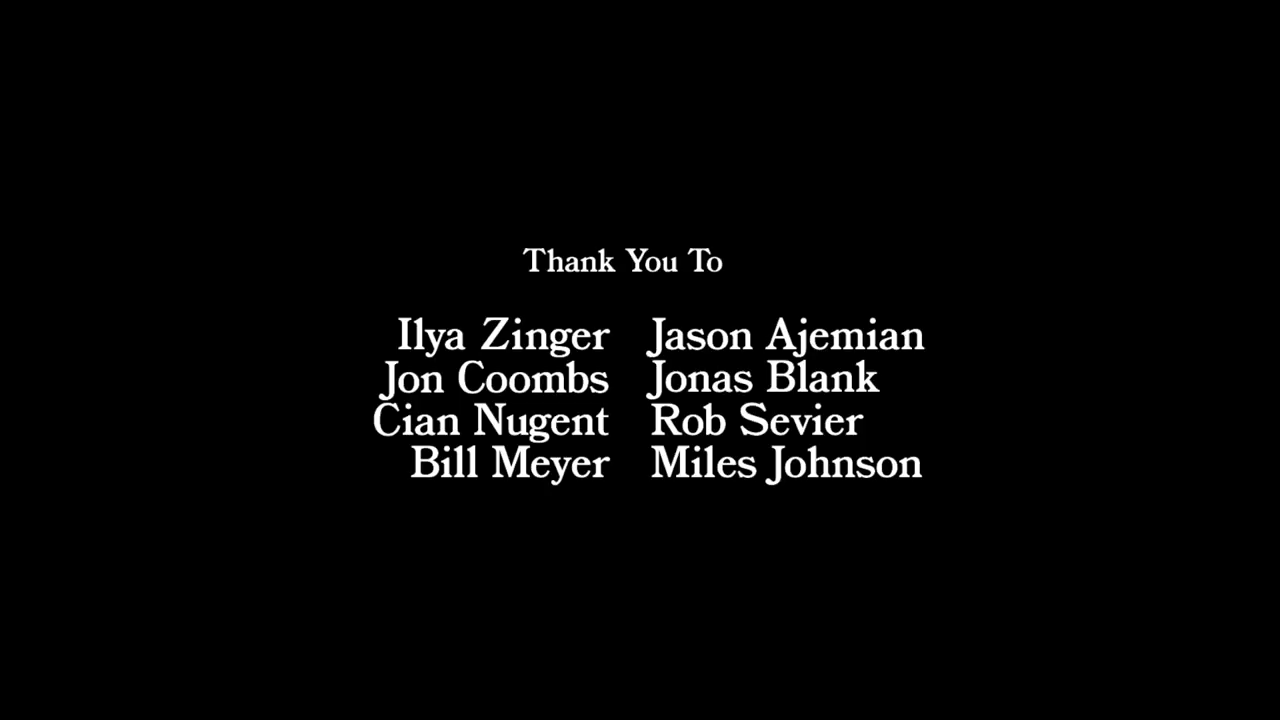 Thank You To
Ilya Zinger Jason Ajemian
Jon Coombs Jonas Blank
Cian Nugent Rob Sevier
Bill Meyer Miles Johnson